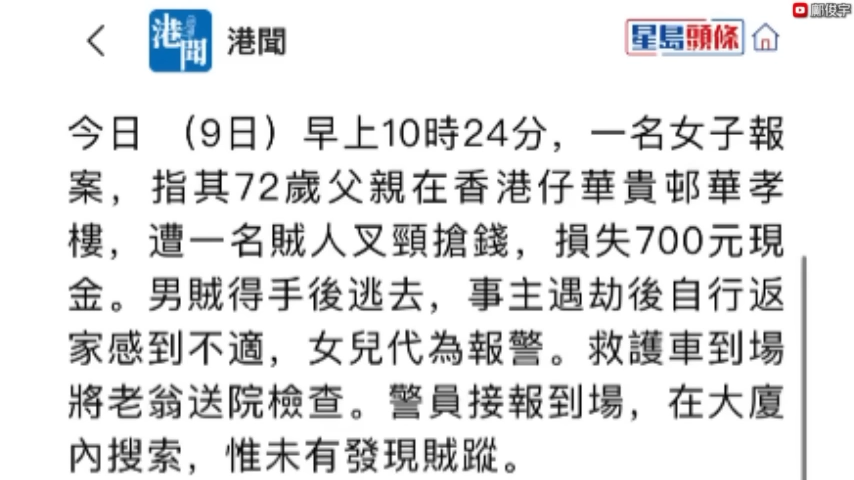 鄺俊宇
港聞
港聞
星島頭條
今日（9日）早上10時24分，一名女子報
案，指其72歲父親在香港仔華貴邨華孝
樓，遭一名賊人叉頸搶錢，損失700元現
金。男賊得手後逃去，事主遇劫後自行返
家感到不適，女兒代為報警。救護車到場
將老翁送院檢查。警員接報到場，在大廈
內搜索，惟未有發現賊蹤。